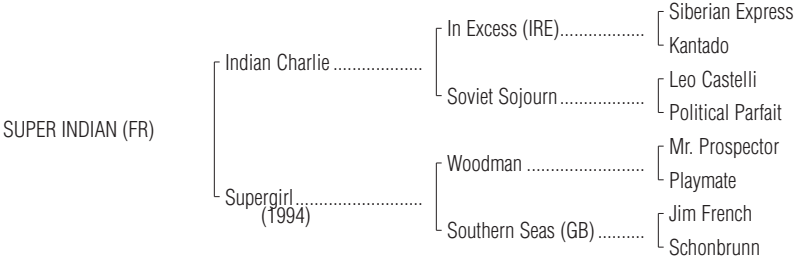 Siberian Express
In Excess (IRE)..................
Kantado
Indian Charlie ...................
Leo Castelli
Soviet Sojourn..................
Political Parfait
SUPER INDIAN (FR)
Mr. Prospector
Woodman .........................
Playmate
Supergirl...........................
(1994)
Jim French
Southern Seas (GB) ..........
Schonbrunn